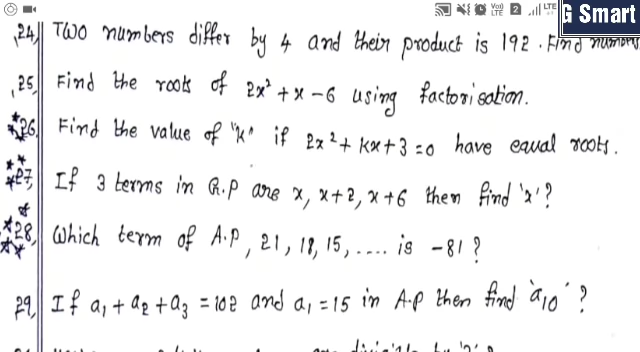 G Smart
24, Two numbers differ by 4 and their product is 192. Find numbers
25, Find the roots of 2x² + x - 6 using factorisation.
*26, Find the value of "k" if 2x² + kx + 3 = 0 have equal roots.
27, If 3 terms in G.P are x, x+2, x+6 then find 'x'?
28, Which term of A.P, 21, 18, 15, .... is -81?
29, If a₁ + a₂ + a₃ = 102 and a₁ = 15 in A.P then find 'a₁₀'?